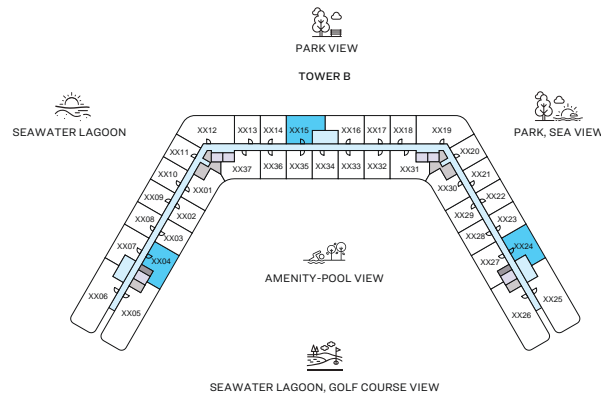 PARK VIEW
TOWER B
SEAWATER LAGOON
PARK, SEA VIEW
XX12
XX13
XX14
XX15
XX16
XX17
XX18
XX19
XX11
XX20
XX37
XX36
XX35
XX34
XX33
XX32
XX31
XX10
XX01
XX30
XX21
XX09
XX02
XX29
XX22
XX08
XX03
XX28
XX23
XX07
XX04
XX27
XX24
XX06
XX05
XX26
XX25
AMENITY-POOL VIEW
SEAWATER LAGOON, GOLF COURSE VIEW